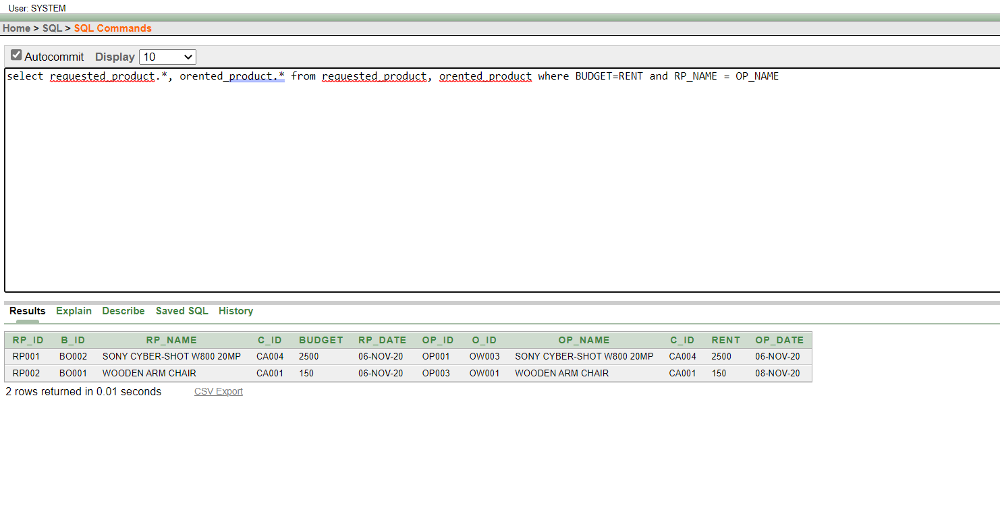 User: SYSTEM
Home > SQL > SQL Commands
Autocommit Display 10
select requested_product.*, orented_product.* from requested_product, orented_product where BUDGET=RENT and RP_NAME = OP_NAME
Results Explain Describe Saved SQL History
RP_ID B_ID RP_NAME C_ID BUDGET RP_DATE OP_ID O_ID OP_NAME C_ID RENT OP_DATE
RP001 BO002 SONY CYBER-SHOT W800 20MP CA004 2500 06-NOV-20 OP001 OW003 SONY CYBER-SHOT W800 20MP CA004 2500 06-NOV-20
RP002 BO001 WOODEN ARM CHAIR CA001 150 06-NOV-20 OP003 OW001 WOODEN ARM CHAIR CA001 150 08-NOV-20
2 rows returned in 0.01 seconds CSV Export